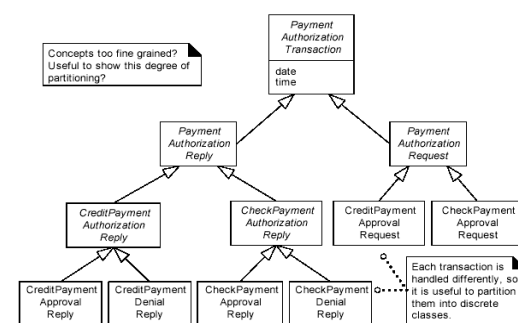 Payment
Authorization
Transaction
date
time
Concepts too fine grained?
Useful to show this degree of
partitioning?
Payment
Authorization
Reply
Payment
Authorization
Request
CreditPayment
Authorization
Reply
CheckPayment
Authorization
Reply
CreditPayment
Approval
Request
CheckPayment
Approval
Request
CreditPayment
Approval
Reply
CreditPayment
Denial
Reply
CheckPayment
Approval
Reply
CheckPayment
Denial
Reply
Each transaction is
handled differently, so
it is useful to partition
them into discrete
classes.